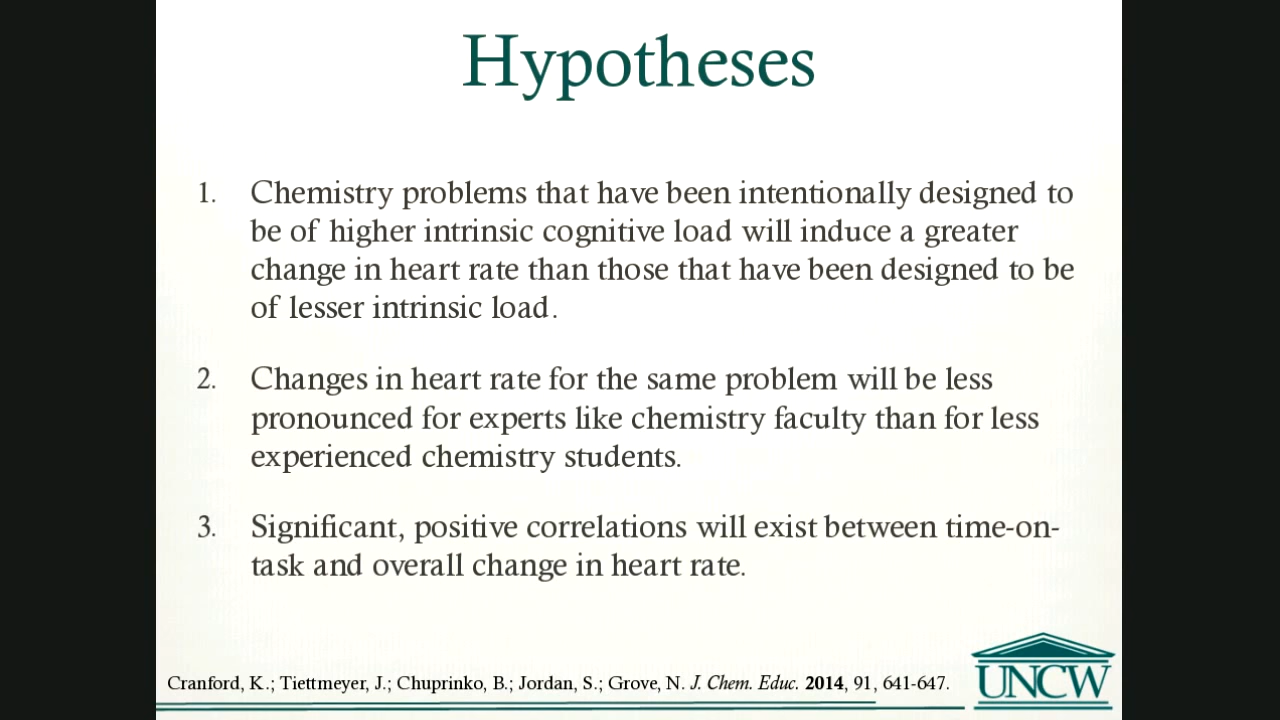 Hypotheses
1. Chemistry problems that have been intentionally designed to
be of higher intrinsic cognitive load will induce a greater
change in heart rate than those that have been designed to be
of lesser intrinsic load.
2. Changes in heart rate for the same problem will be less
pronounced for experts like chemistry faculty than for less
experienced chemistry students.
3. Significant, positive correlations will exist between time-on-
task and overall change in heart rate.
Cranford, K.; Tiettmeyer, J.; Chuprinko, B.; Jordan, S.; Grove, N. J. Chem. Educ. 2014, 91, 641-647.
UNCW